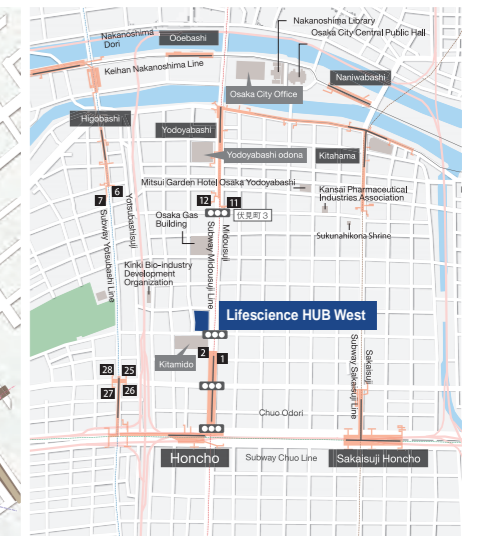 Nakanoshima Library
Osaka City Central Public Hall
Nakanoshima
Dori
Ooebashi
Keihan Nakanoshima Line
Naniwabashi
Osaka City Office
Higobashi
Yodoyabashi
Yodoyabashi odona
Kitahama
Mitsui Garden Hotel Osaka Yodoyabashi
Kansai Pharmaceutical
Industries Association
6
7
12
11
伏見町 3
Yotsubashisuji
Subway Yotsubashi Line
Osaka Gas
Building
Midousuji
Subway Midousuji Line
Sukunahikona Shrine
Kinki Bio-industry
Development
Organization
Lifescience HUB West
2
1
Kitamido
28
25
27
26
Sakaisuji
Subway Sakaisuji Line
Chuo Odori
Honcho
Subway Chuo Line
Sakaisuji Honcho